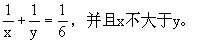 1/x + 1/y = 1/6，并且x不大于y。